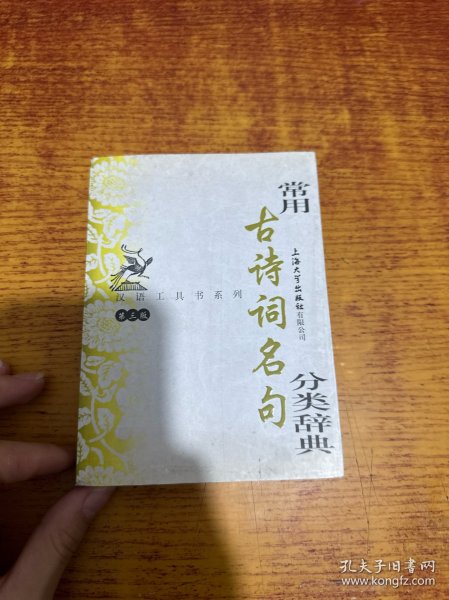 常用
古诗词名句
分类辞典
上海大学出版社有限公司
汉语工具书系列
第三版
孔夫子旧书网
www.kongfz.com